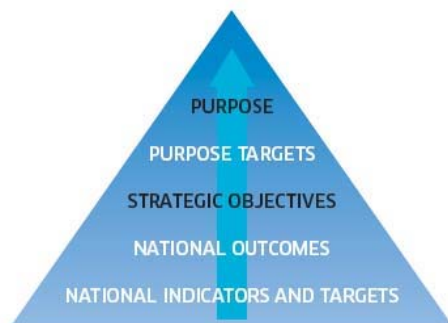 PURPOSE
PURPOSE TARGETS
STRATEGIC OBJECTIVES
NATIONAL OUTCOMES
NATIONAL INDICATORS AND TARGETS